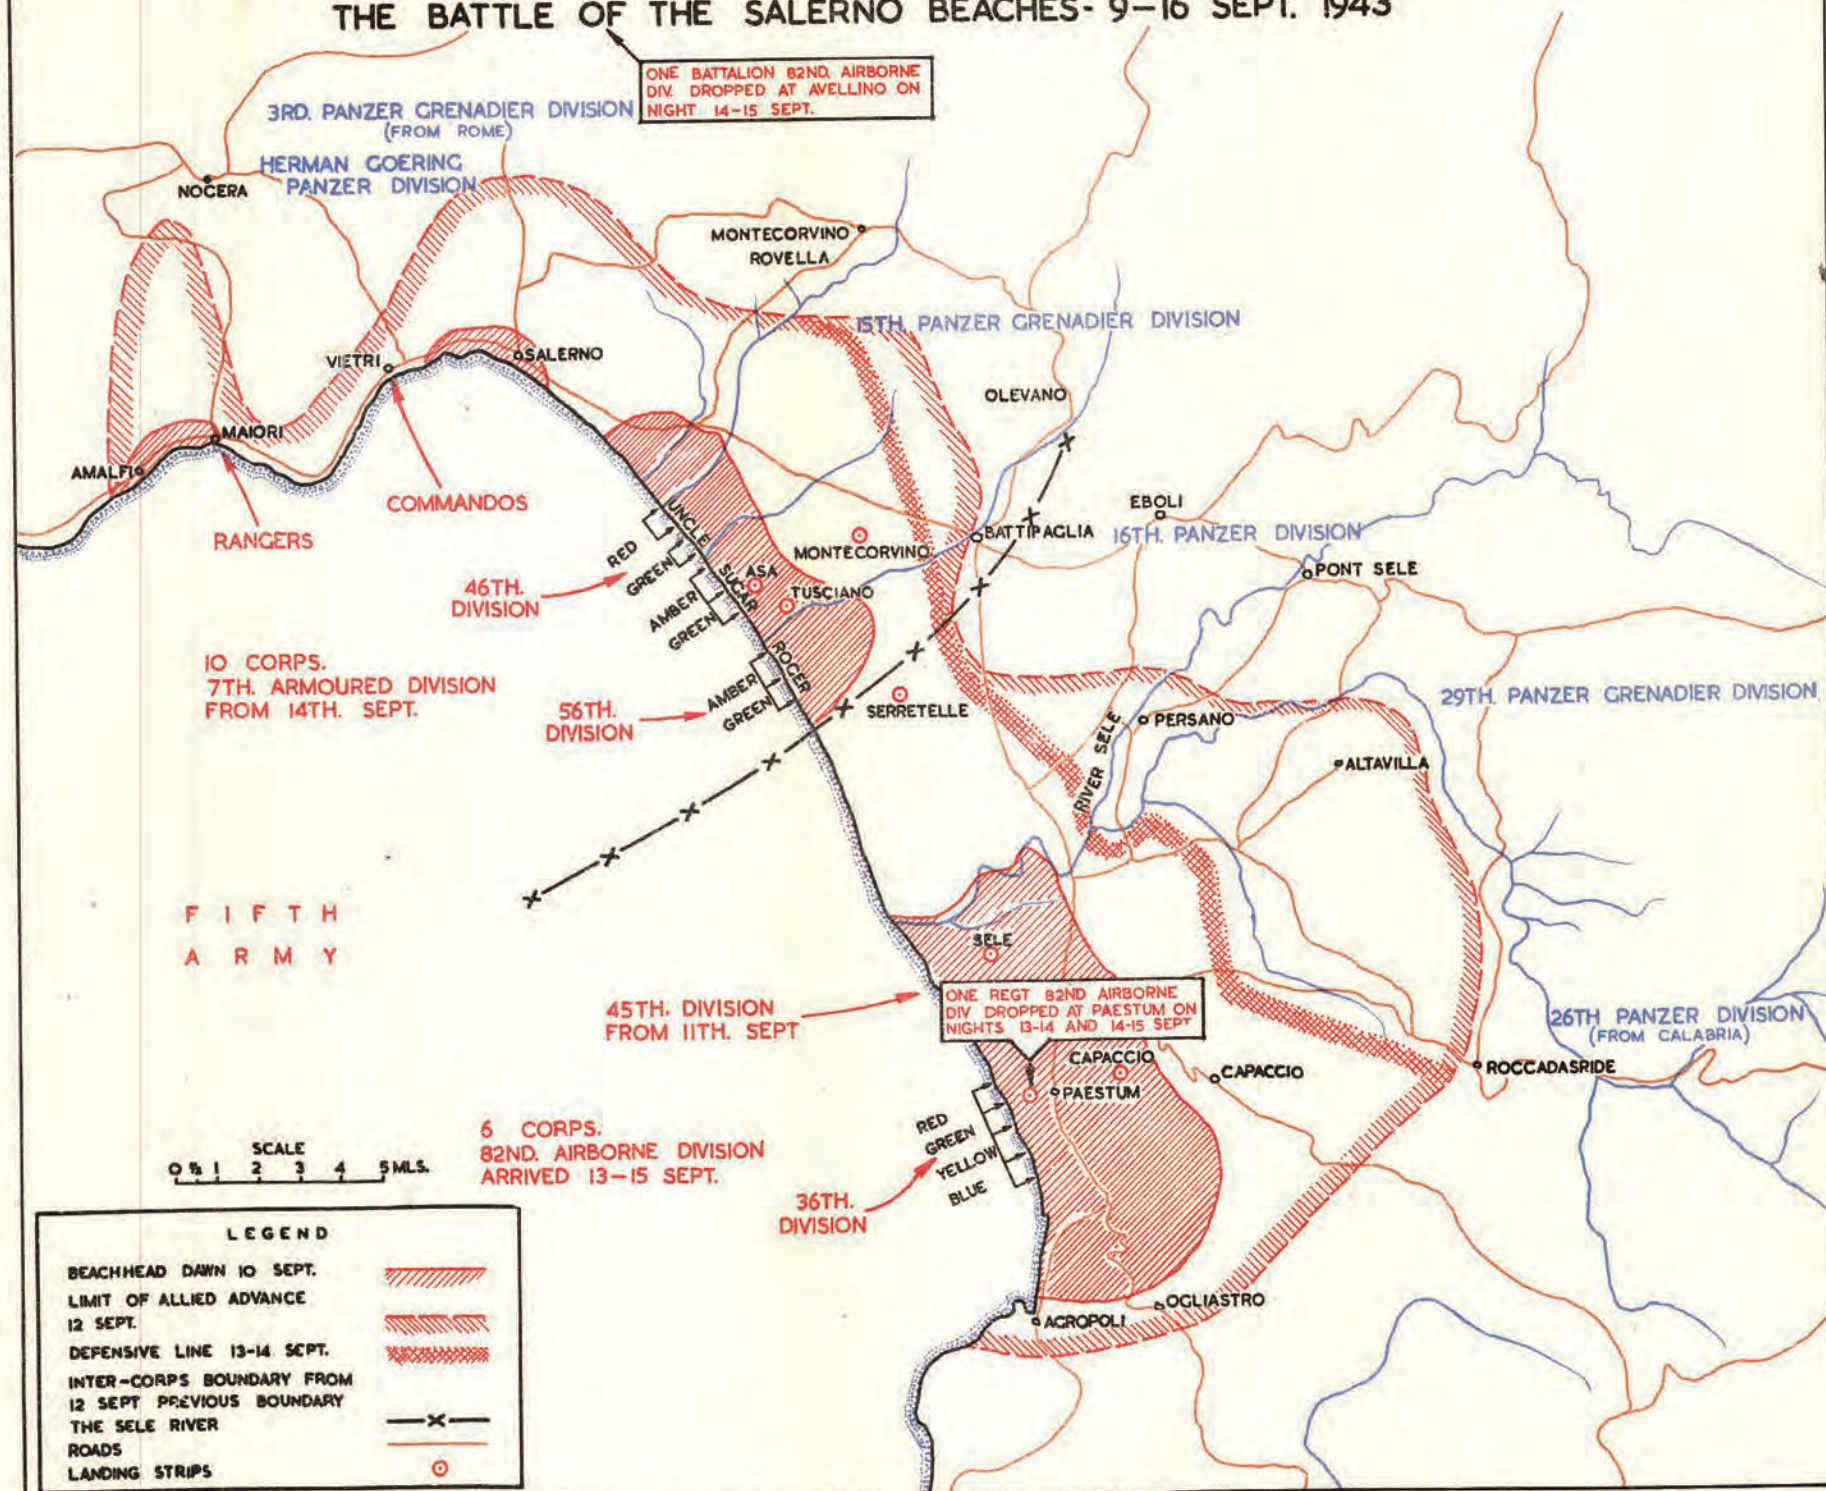 THE BATTLE OF THE SALERNO BEACHES- 9-16 SEPT. 1943
ONE BATTALION 82ND. AIRBORNE
DIV. DROPPED AT AVELLINO ON
NIGHT 14-15 SEPT.
3RD. PANZER GRENADIER DIVISION
(FROM ROME)
HERMAN GOERING
PANZER DIVISION
NOCERA
MONTECORVINO
ROVELLA
15TH. PANZER GRENADIER DIVISION
VIETRI
SALERNO
OLEVANO
MAIORI
AMALFI
COMMANDOS
RANGERS
EBOLI
BATTIPAGLIA
16TH. PANZER DIVISION
PONT SELE
UNCLE
RED
GREEN
MONTECORVINO
SUGAR
ASA
TUSCIANO
46TH.
DIVISION
AMBER
GREEN
ROGER
10 CORPS.
7TH. ARMOURED DIVISION
FROM 14TH. SEPT.
56TH.
DIVISION
AMBER
GREEN
SERRETELLE
29TH. PANZER GRENADIER DIVISION
PERSANO
RIVER SELE
ALTAVILLA
FIFTH
ARMY
SELE
45TH. DIVISION
FROM 11TH. SEPT
ONE REGT 82ND AIRBORNE
DIV DROPPED AT PAESTUM ON
NIGHTS 13-14 AND 14-15 SEPT
26TH PANZER DIVISION
(FROM CALABRIA)
CAPACCIO
CAPACCIO
ROCCADASRIDE
PAESTUM
RED
GREEN
YELLOW
BLUE
6 CORPS.
82ND. AIRBORNE DIVISION
ARRIVED 13-15 SEPT.
36TH.
DIVISION
SCALE
0 ½ 1 2 3 4 5 MLS.
OGLIASTRO
AGROPOLI
LEGEND
BEACHHEAD DAWN 10 SEPT.
LIMIT OF ALLIED ADVANCE
12 SEPT.
DEFENSIVE LINE 13-14 SEPT.
INTER-CORPS BOUNDARY FROM
12 SEPT PREVIOUS BOUNDARY
THE SELE RIVER
ROADS
LANDING STRIPS